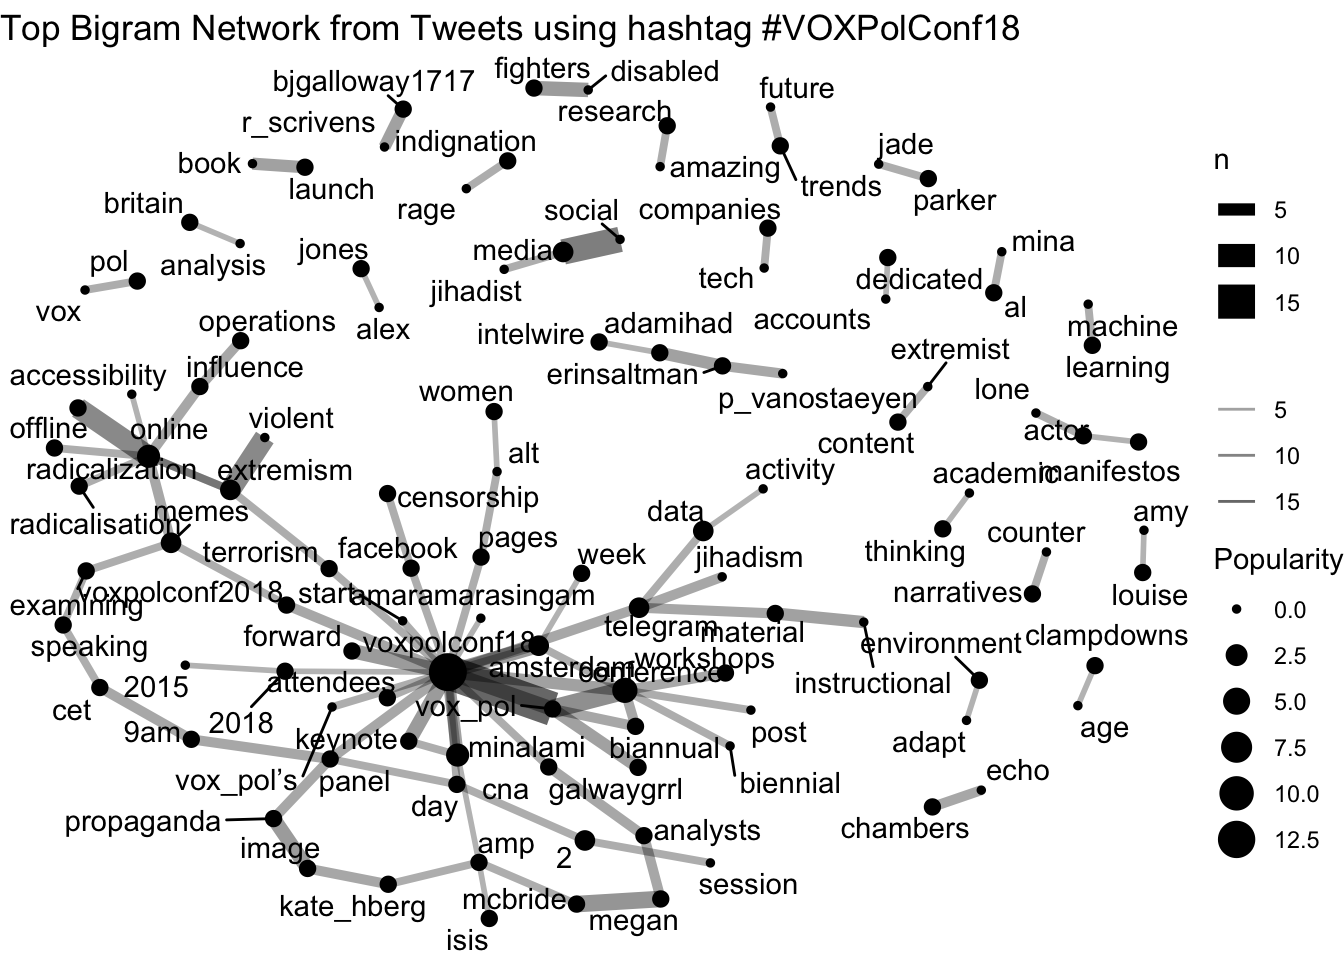 Top Bigram Network from Tweets using hashtag #VOXPolConf18
fighters
disabled
bjgalloway1717
future
research
r_scrivens
indignation
jade
book
amazing
launch
trends
parker
britain
rage
social
companies
jones
media
mina
pol
analysis
tech
dedicated
jihadist
vox
al
accounts
alex
operations
intelwire
adamihad
machine
extremist
influence
learning
erinsaltman
accessibility
women
lone
p_vanostaeyen
violent
offline
online
actor
content
alt
radicalization
extremism
activity
academic
manifestos
censorship
radicalisation
memes
data
amy
counter
pages
terrorism
facebook
week
jihadism
thinking
voxpolconf2018
start
amaramarasingam
narratives
louise
examining
telegram
material
speaking
forward
voxpolconf18
environment
clampdowns
amsterdam
conference
workshops
2015
attendees
instructional
cet
vox_pol
2018
9am
keynote
minalami
biannual
post
adapt
age
vox_pol’s
panel
day
cna
galwaygrrl
biennial
echo
propaganda
analysts
chambers
image
amp
2
session
kate_hberg
mcbride
megan
isis
n
5
10
15
5
10
15
Popularity
0.0
2.5
5.0
7.5
10.0
12.5